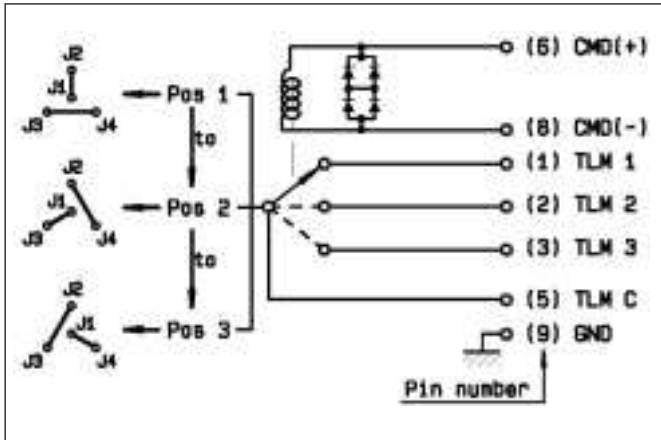 J2
J1
J3 J4
Pos 1
to
J2
J1
J3 J4
Pos 2
to
J2
J1
J3 J4
Pos 3
(6) CMD(+)
(8) CMD(-)
(1) TLM 1
(2) TLM 2
(3) TLM 3
(5) TLM C
(9) GND
Pin number